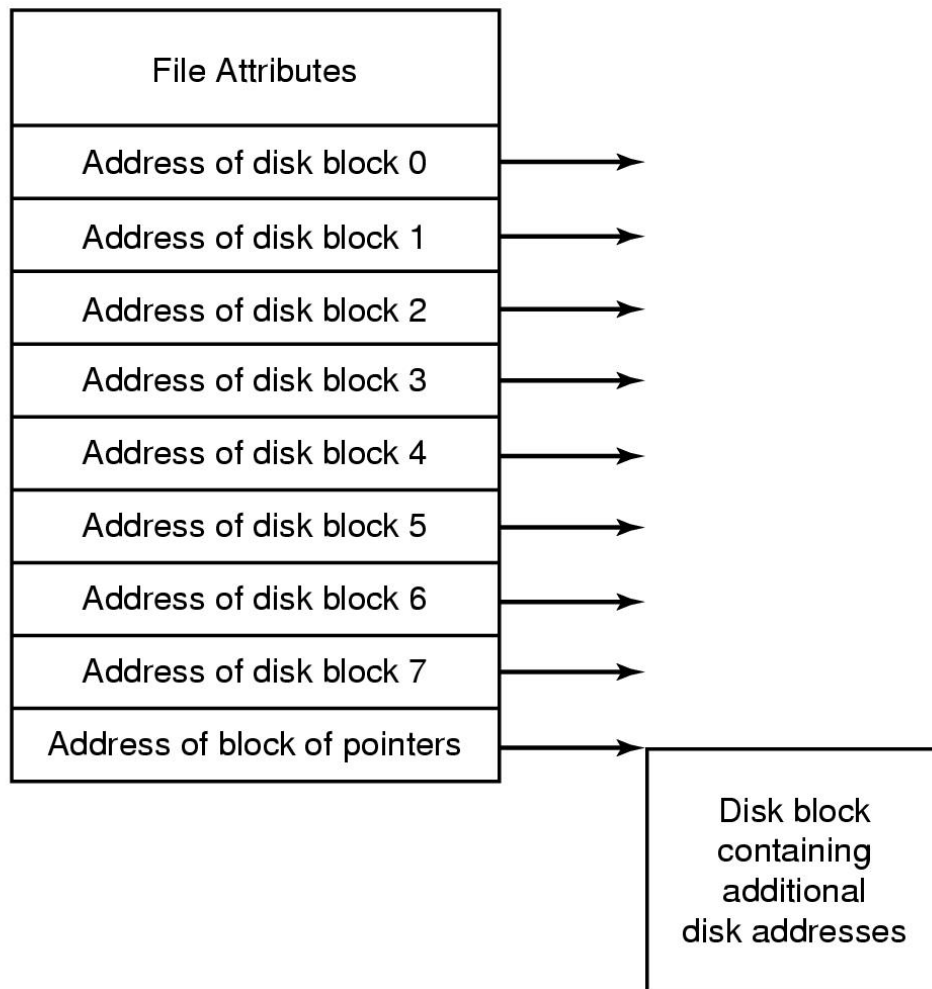 File Attributes
Address of disk block 0
Address of disk block 1
Address of disk block 2
Address of disk block 3
Address of disk block 4
Address of disk block 5
Address of disk block 6
Address of disk block 7
Address of block of pointers
Disk block
containing
additional
disk addresses